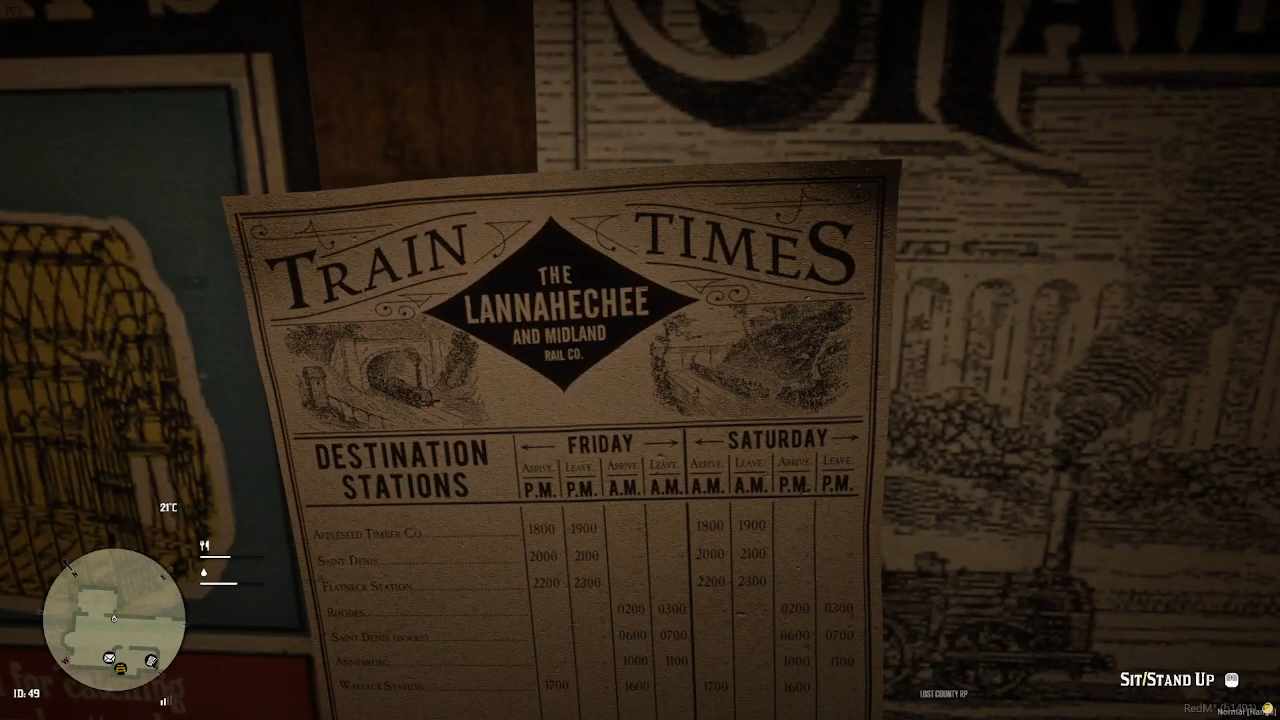 TRAIN TIMES
THE
LANNAHECHEE
AND MIDLAND
RAIL CO.
DESTINATION
STATIONS
← FRIDAY → ← SATURDAY →
ARRIVE. LEAVE. ARRIVE. LEAVE. ARRIVE. LEAVE. ARRIVE. LEAVE.
P.M. P.M. A.M. A.M. A.M. A.M. P.M. P.M.
APPLESEED TIMBER CO. 1800 1900 1800 1900
SAINT DENIS 2000 2100 2000 2100
FLATNECK STATION 2200 2300 2200 2300
RHODES 0200 0300 0200 0300
SAINT DENIS 0600 0700 0600 0700
ANNESBURG 1000 1100 1000 1100
WALLACE STATION 1700 1600 1700 1600
for
21°C
ID: 49
SIT/STAND UP
LOST COUNTY RP
RedM*